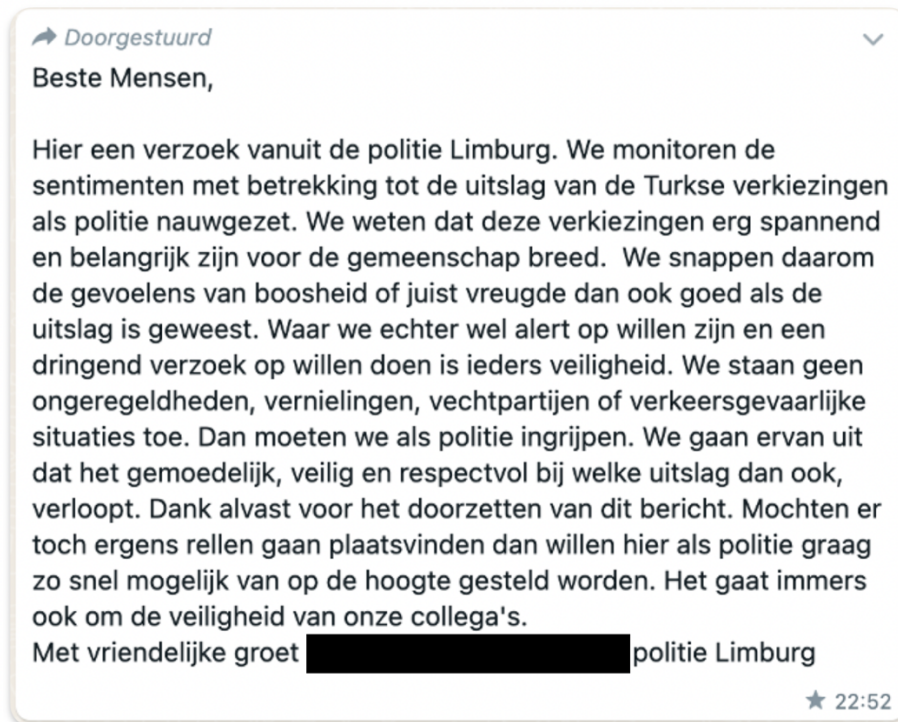 Doorgestuurd
Beste Mensen,
Hier een verzoek vanuit de politie Limburg. We monitoren de
sentimenten met betrekking tot de uitslag van de Turkse verkiezingen
als politie nauwgezet. We weten dat deze verkiezingen erg spannend
en belangrijk zijn voor de gemeenschap breed.  We snappen daarom
de gevoelens van boosheid of juist vreugde dan ook goed als de
uitslag is geweest. Waar we echter wel alert op willen zijn en een
dringend verzoek op willen doen is ieders veiligheid. We staan geen
ongeregeldheden, vernielingen, vechtpartijen of verkeersgevaarlijke
situaties toe. Dan moeten we als politie ingrijpen. We gaan ervan uit
dat het gemoedelijk, veilig en respectvol bij welke uitslag dan ook,
verloopt. Dank alvast voor het doorzetten van dit bericht. Mochten er
toch ergens rellen gaan plaatsvinden dan willen hier als politie graag
zo snel mogelijk van op de hoogte gesteld worden. Het gaat immers
ook om de veiligheid van onze collega's.
Met vriendelijke groet politie Limburg
22:52